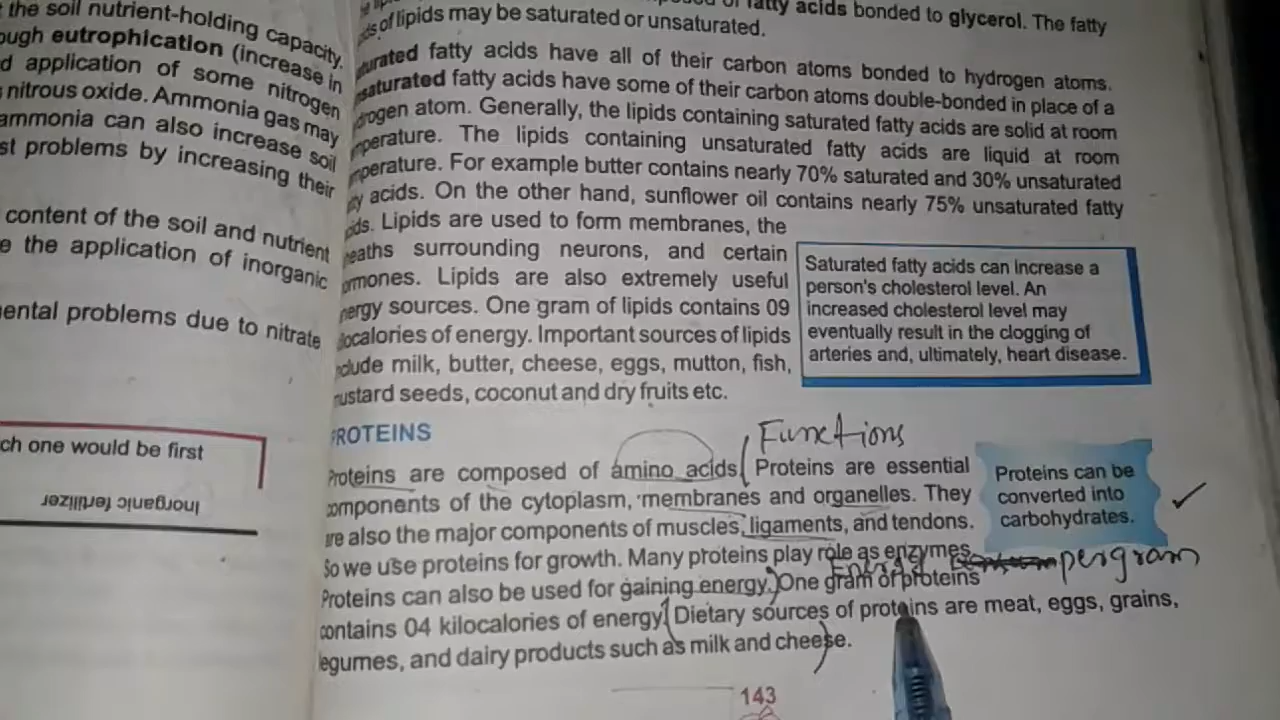 the soil nutrient-holding capacity.
ough eutrophication (increase in
d application of some nitrogen
nitrous oxide. Ammonia gas may
ammonia can also increase soil
st problems by increasing their
content of the soil and nutrient
e the application of inorganic
ental problems due to nitrate
ch one would be first
Inorganic fertilizer
fatty acids bonded to glycerol. The fatty
ds of lipids may be saturated or unsaturated.
urated fatty acids have all of their carbon atoms bonded to hydrogen atoms.
saturated fatty acids have some of their carbon atoms double-bonded in place of a
drogen atom. Generally, the lipids containing saturated fatty acids are solid at room
mperature. The lipids containing unsaturated fatty acids are liquid at room
mperature. For example butter contains nearly 70% saturated and 30% unsaturated
ty acids. On the other hand, sunflower oil contains nearly 75% unsaturated fatty
ids. Lipids are used to form membranes, the
heaths surrounding neurons, and certain
ormones. Lipids are also extremely useful
nergy sources. One gram of lipids contains 09
ilocalories of energy. Important sources of lipids
nclude milk, butter, cheese, eggs, mutton, fish,
ustard seeds, coconut and dry fruits etc.
Saturated fatty acids can increase a
person's cholesterol level. An
increased cholesterol level may
eventually result in the clogging of
arteries and, ultimately, heart disease.
PROTEINS
Functions
Proteins are composed of amino acids. Proteins are essential
components of the cytoplasm, membranes and organelles. They
are also the major components of muscles, ligaments, and tendons.
So we use proteins for growth. Many proteins play role as enzymes.
Energy pergram
Proteins can also be used for gaining energy. One gram of proteins
contains 04 kilocalories of energy. Dietary sources of proteins are meat, eggs, grains,
legumes, and dairy products such as milk and cheese.
Proteins can be
converted into
carbohydrates.
143